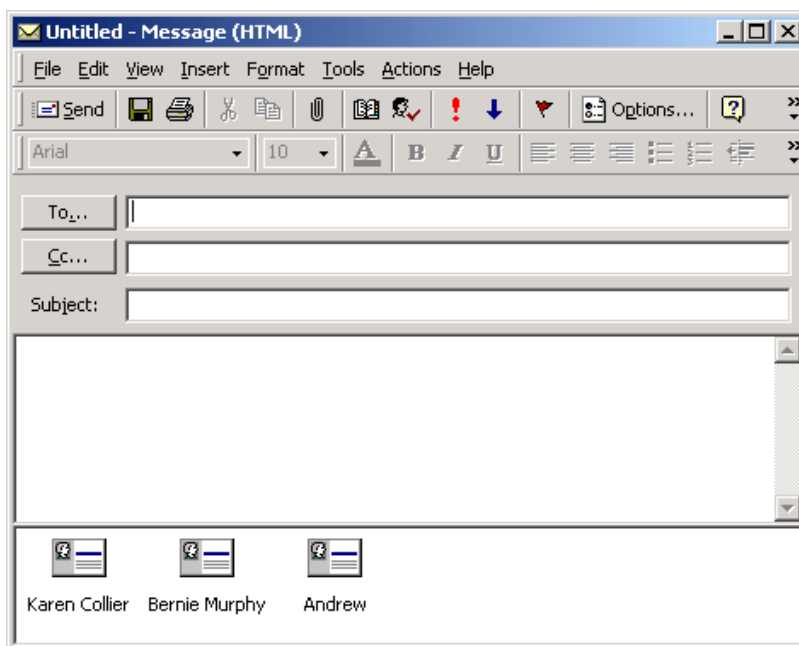 Untitled - Message (HTML)
File Edit View Insert Format Tools Actions Help
Send Options...
Arial 10 A B I U
To...
Cc...
Subject:
Karen Collier Bernie Murphy Andrew